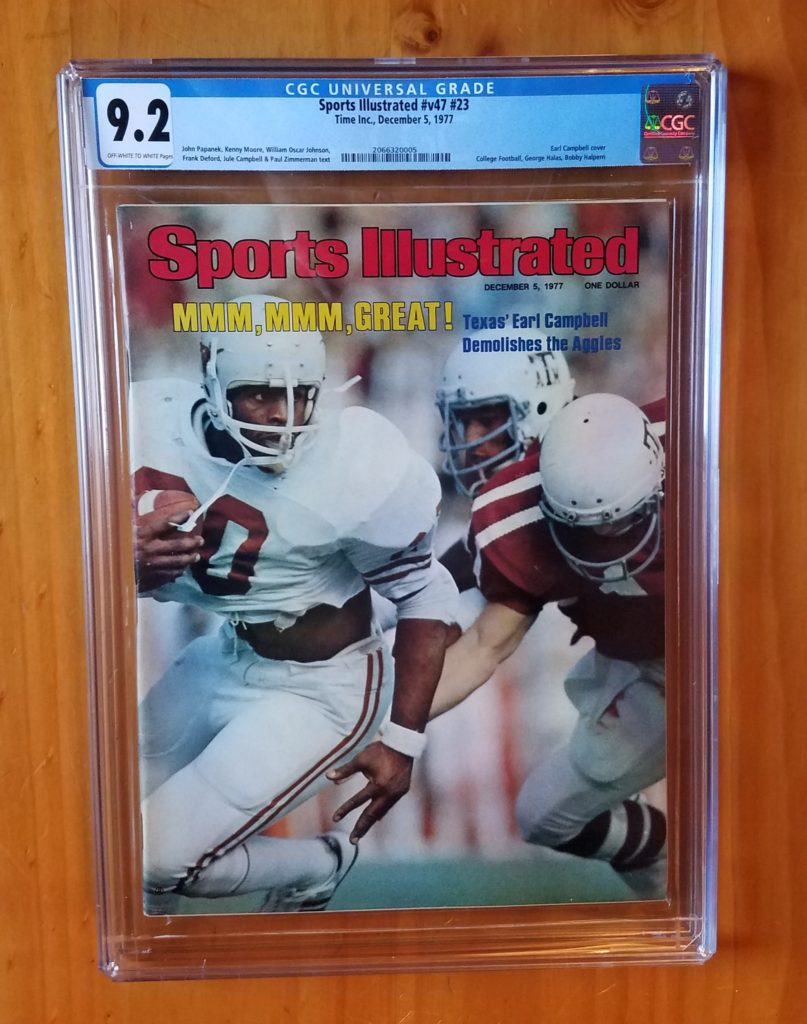 CGC UNIVERSAL GRADE
9.2
OFF-WHITE TO WHITE Pages
Sports Illustrated #v47 #23
Time Inc., December 5, 1977
John Papanek, Kenny Moore, William Oscar Johnson,
Frank Deford, Jule Campbell & Paul Zimmerman text
2066320005
Earl Campbell cover
College Football, George Halas, Bobby Halpern
CGC
Sports Illustrated
DECEMBER 5, 1977 ONE DOLLAR
MMM, MMM, GREAT!
Texas' Earl Campbell
Demolishes the Aggies
ATM
0